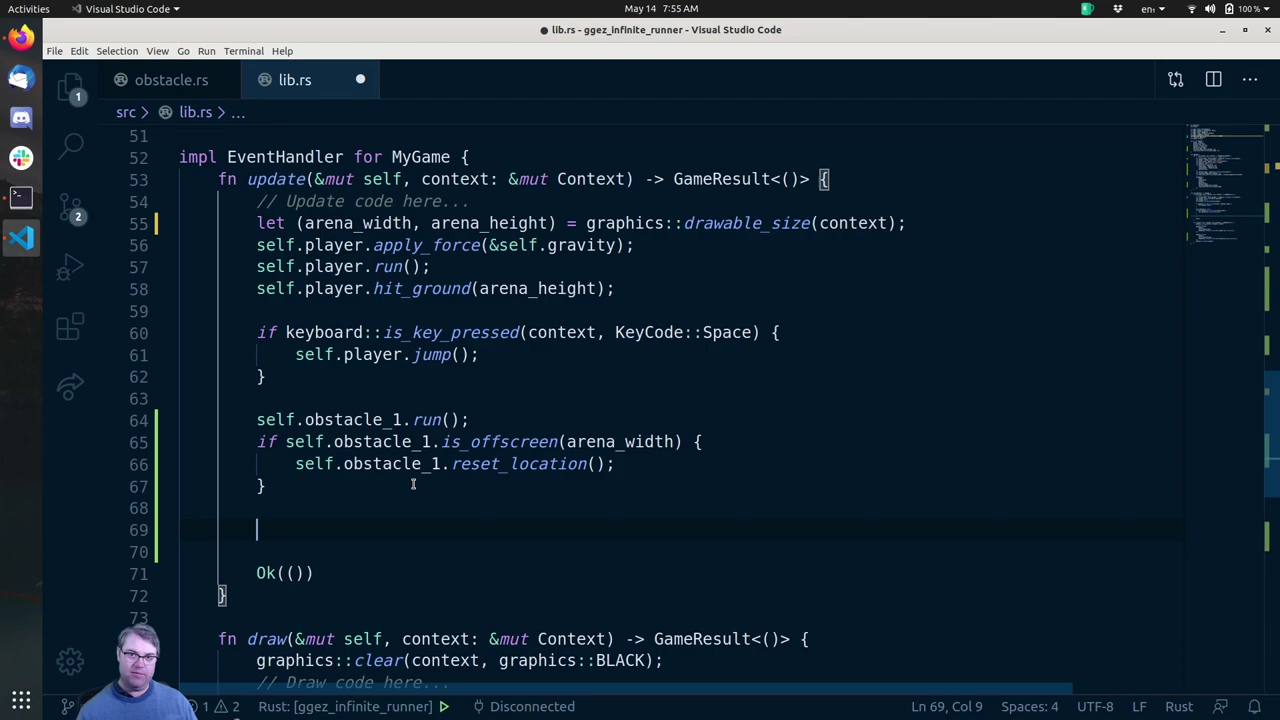 Activities
Visual Studio Code
May 14 7:55 AM
en
100 %
lib.rs - ggez_infinite_runner - Visual Studio Code
File Edit Selection View Go Run Terminal Help
obstacle.rs
lib.rs
src > lib.rs > ...
1
2
51
52 impl EventHandler for MyGame {
53 fn update(&mut self, context: &mut Context) -> GameResult<()> {
54 // Update code here...
55 let (arena_width, arena_height) = graphics::drawable_size(context);
56 self.player.apply_force(&self.gravity);
57 self.player.run();
58 self.player.hit_ground(arena_height);
59
60 if keyboard::is_key_pressed(context, KeyCode::Space) {
61 self.player.jump();
62 }
63
64 self.obstacle_1.run();
65 if self.obstacle_1.is_offscreen(arena_width) {
66 self.obstacle_1.reset_location();
67 }
68
69
70
71 Ok(())
72 }
73
fn draw(&mut self, context: &mut Context) -> GameResult<()> {
graphics::clear(context, graphics::BLACK);
// Draw code here...
1 2 Rust: [ggez_infinite_runner] Disconnected Ln 69, Col 9 Spaces: 4 UTF-8 LF Rust